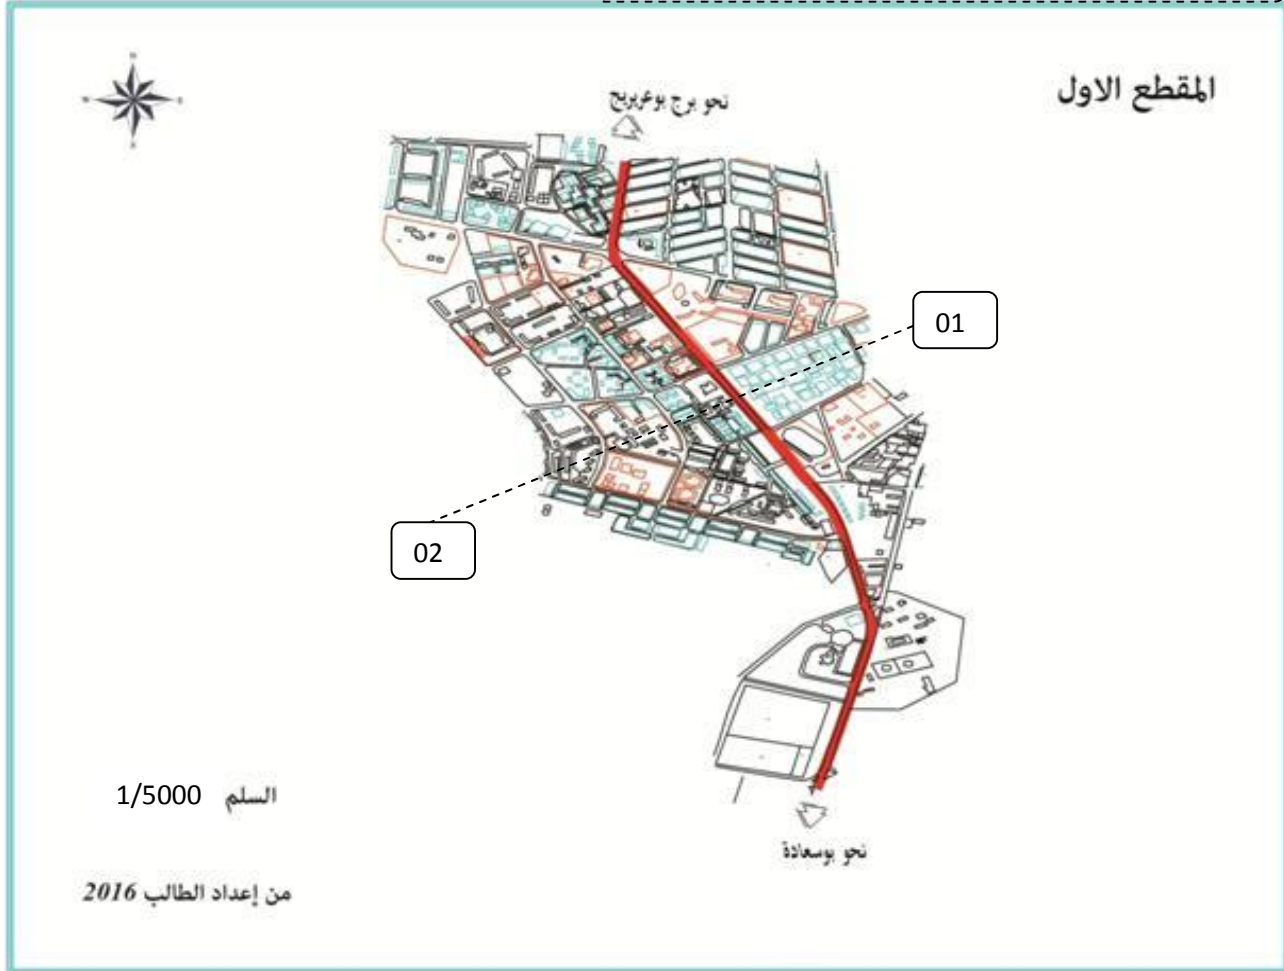 المقطع الاول
نحو برج بوعريريج
01
02
السلم 1/5000
نحو بوسعادة
من إعداد الطالب 2016